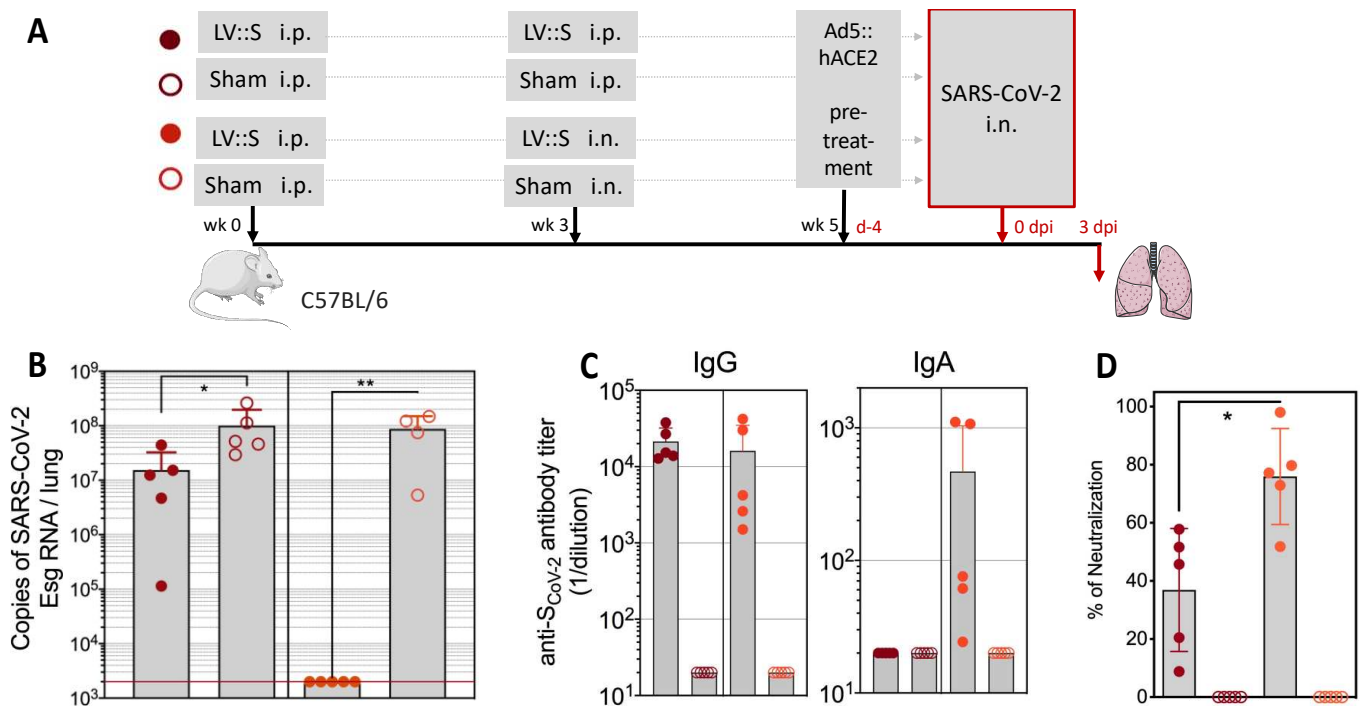 A
LV::S i.p.
LV::S i.p.
Ad5::
hACE2
pre-
treat-
ment
SARS-CoV-2
i.n.
Sham i.p.
Sham i.p.
LV::S i.p.
LV::S i.n.
Sham i.p.
Sham i.n.
wk 0
wk 3
wk 5
d-4
0 dpi
3 dpi
C57BL/6
B
Copies of SARS-CoV-2
Esg RNA / lung
10⁹
10⁸
10⁷
10⁶
10⁵
10⁴
10³
*
**
C
IgG
IgA
anti-S_CoV-2 antibody titer
(1/dilution)
10⁵
10⁴
10³
10²
10¹
10³
10²
10¹
D
% of Neutralization
100
80
60
40
20
0
*